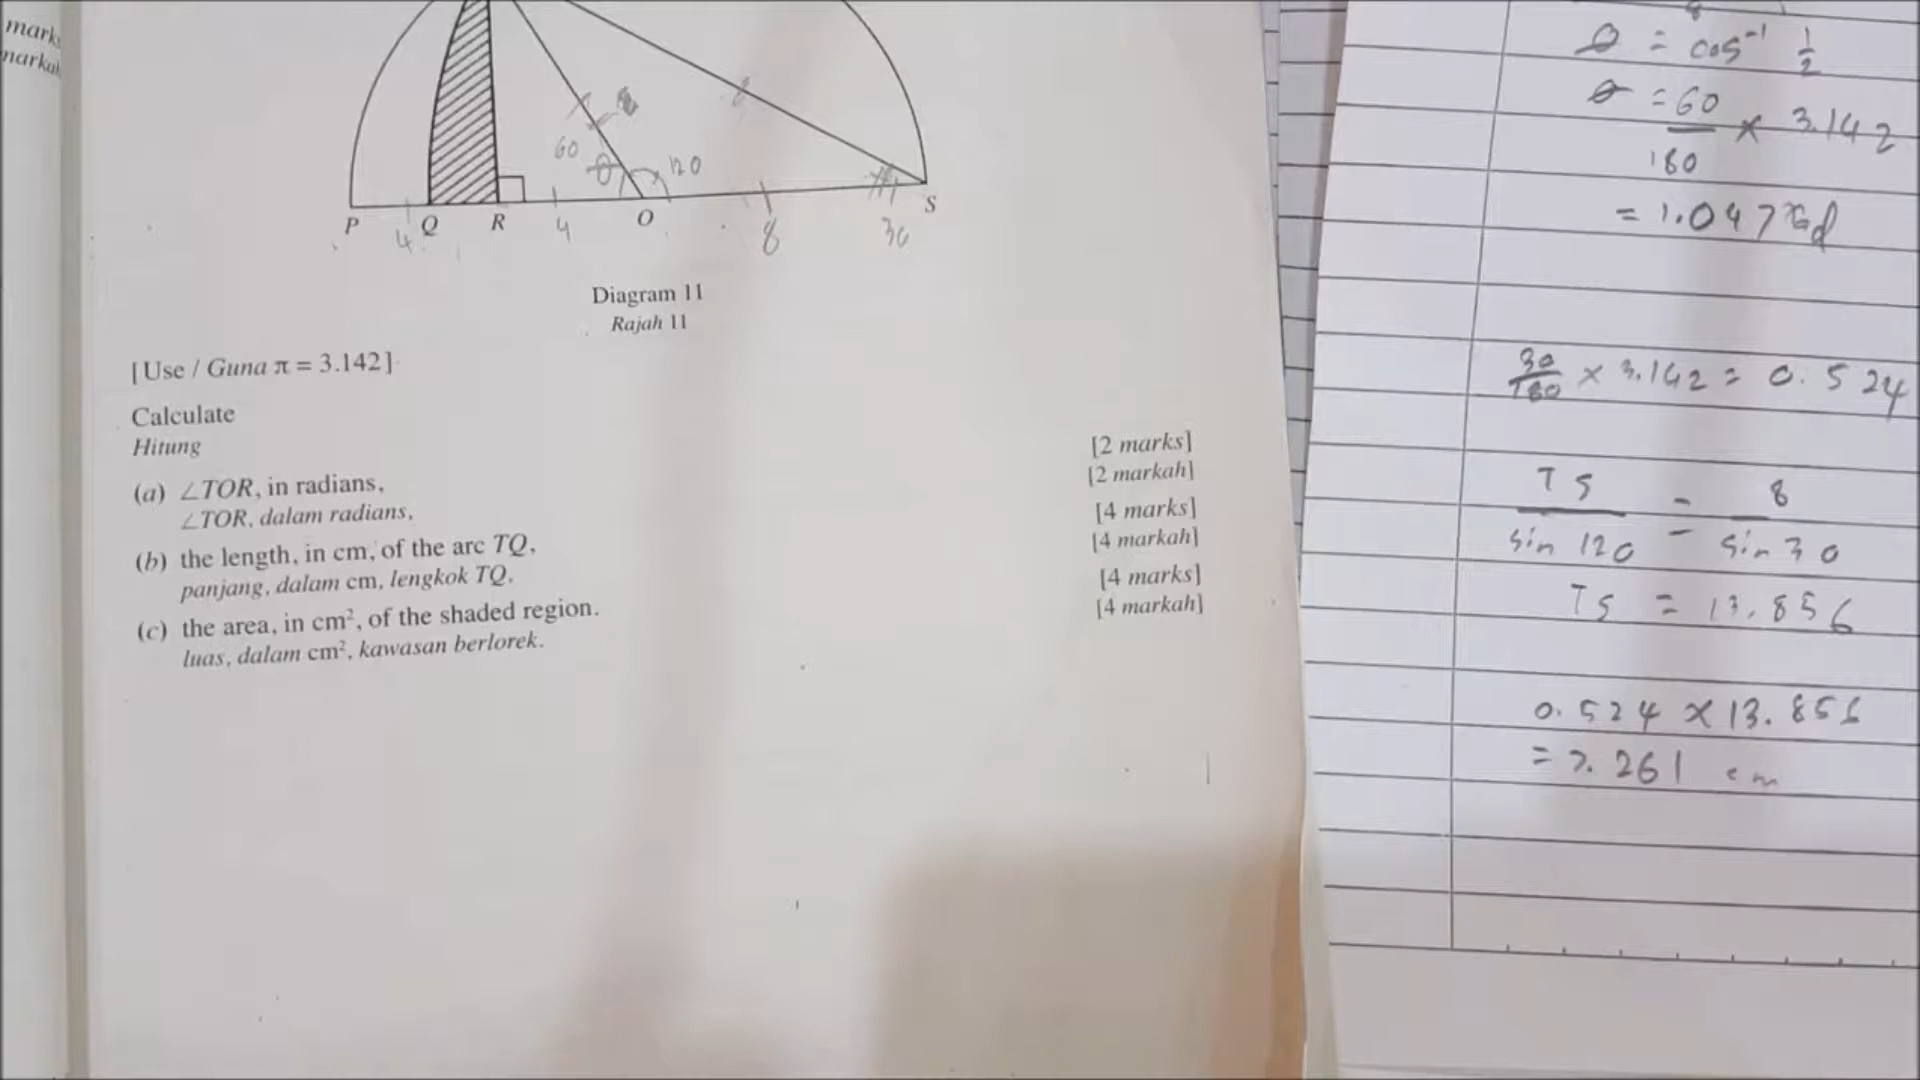 marks
markah
60
θ
120
P
Q
R
O
S
4
4
8
30
Diagram 11
Rajah 11
[Use / Guna π = 3.142]
Calculate
Hitung
(a) ∠TOR, in radians,
∠TOR, dalam radians,
[2 marks]
[2 markah]
(b) the length, in cm, of the arc TQ,
panjang, dalam cm, lengkok TQ,
[4 marks]
[4 markah]
(c) the area, in cm², of the shaded region.
luas, dalam cm², kawasan berlorek.
[4 marks]
[4 markah]
8
θ = cos⁻¹ 1/2
θ = 60/180 × 3.142
= 1.047 rad
30/180 × 3.142 = 0.524
TS/sin 120 = 8/sin 30
TS = 13.856
0.524 × 13.856
= 7.261 cm